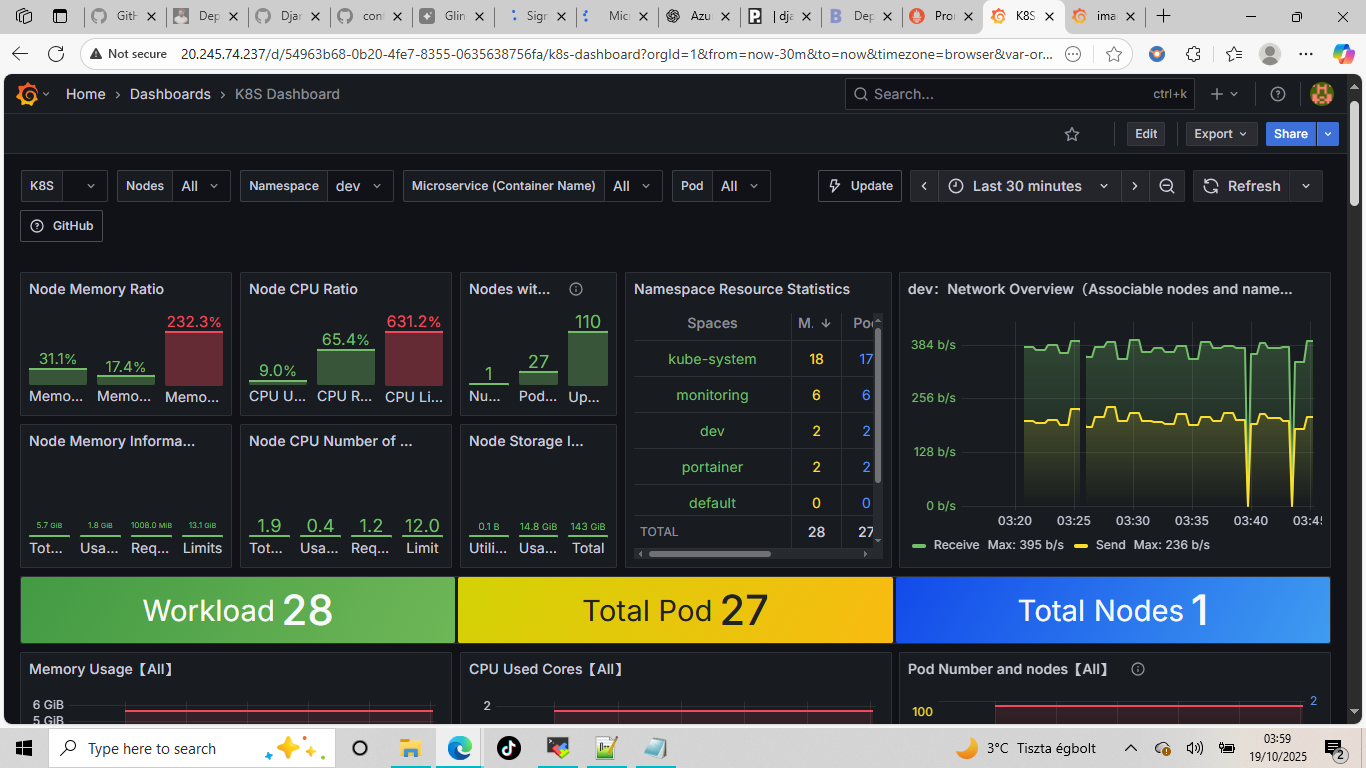 GitH
Dep
Djan
conf
Glin
Sign
Mic
Azu
| dja
Dep
Pro
K8S
ima
Not secure 20.245.74.237/d/54963b68-0b20-4fe7-8355-0635638756fa/k8s-dashboard?orgId=1&from=now-30m&to=now&timezone=browser&var-or...
Home › Dashboards › K8S Dashboard
Search... ctrl+k
Edit Export Share
K8S Nodes All Namespace dev Microservice (Container Name) All Pod All Update Last 30 minutes Refresh
GitHub
Node Memory Ratio
31.1% 17.4% 232.3%
Memo... Memo... Memo...
Node CPU Ratio
9.0% 65.4% 631.2%
CPU U... CPU R... CPU Li...
Nodes wit...
1 27 110
Nu... Pod... Up...
Namespace Resource Statistics
Spaces M. Poc
kube-system 18 17
monitoring 6 6
dev 2 2
portainer 2 2
default 0 0
TOTAL 28 27
dev：Network Overview（Associable nodes and name...
384 b/s
256 b/s
128 b/s
0 b/s
03:20 03:25 03:30 03:35 03:40 03:45
Receive Max: 395 b/s Send Max: 236 b/s
Node Memory Informa...
5.7 GiB 1.8 GiB 1008.0 MiB 13.1 GiB
Tot... Usa... Req... Limits
Node CPU Number of ...
1.9 0.4 1.2 12.0
Tot... Usa... Req... Limit
Node Storage I...
0.1 B 14.8 GiB 143 GiB
Utili... Usa... Total
Workload 28
Total Pod 27
Total Nodes 1
Memory Usage【All】
6 GiB
5 GiB
CPU Used Cores【All】
2
Pod Number and nodes【All】
100 2
Type here to search
3°C Tiszta égbolt
03:59
19/10/2025
2